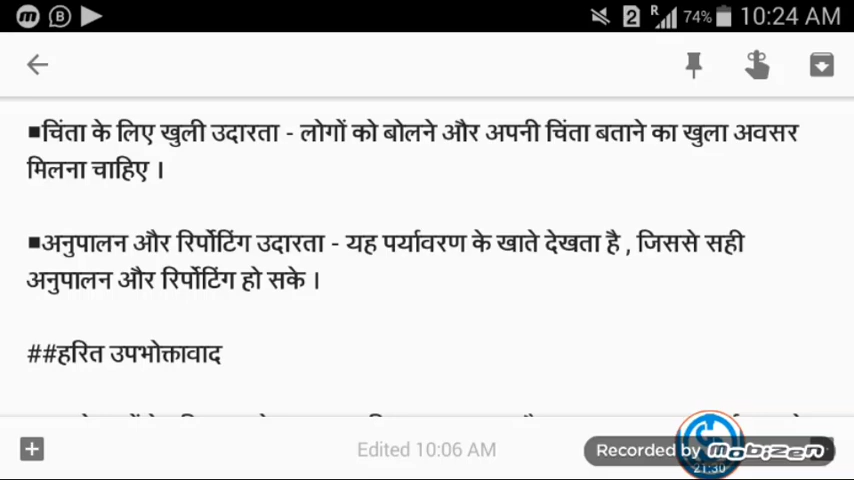 74% 10:24 AM
■चिंता के लिए खुली उदारता - लोगों को बोलने और अपनी चिंता बताने का खुला अवसर
मिलना चाहिए ।
■अनुपालन और रिर्पोटिंग उदारता - यह पर्यावरण के खाते देखता है , जिससे सही
अनुपालन और रिर्पोटिंग हो सके ।
##हरित उपभोक्तावाद
Edited 10:06 AM
Recorded by Mobizen
21:30